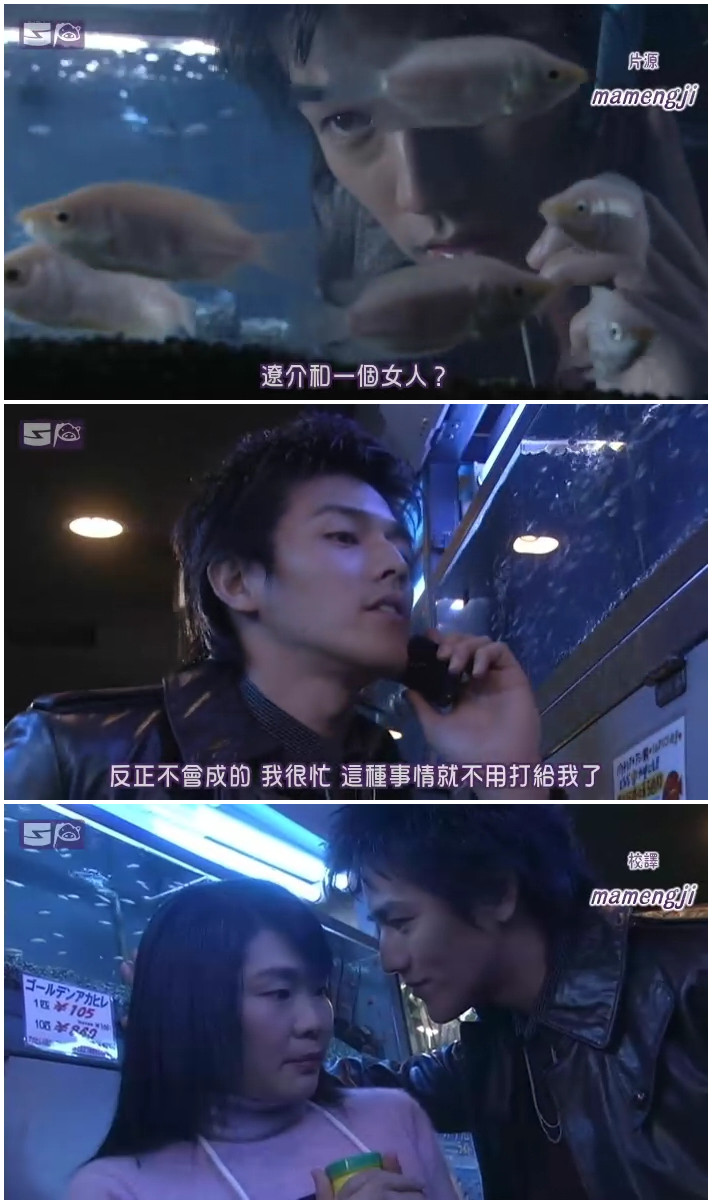 片源
mamengji
遼介和一個女人？
反正不會成的 我很忙 這種事情就不用打給我了
校譯
mamengji
ゴールデンアカヒレ
1匹 ¥105
10匹 ¥880